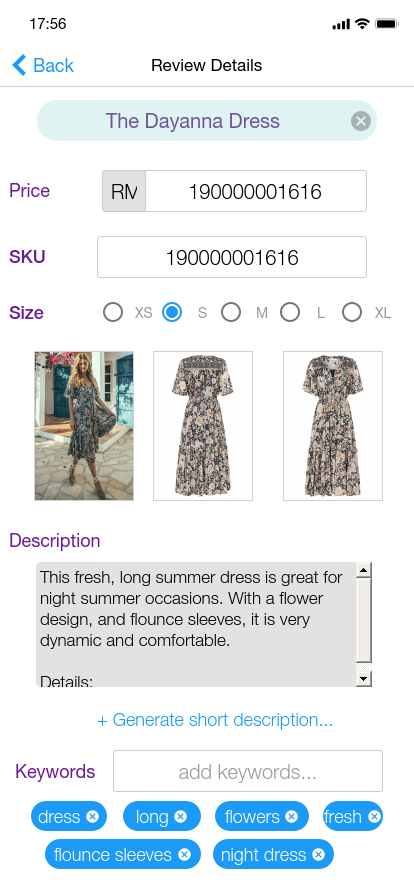 17:56
Back
Review Details
The Dayanna Dress
Price
RM
190000001616
SKU
190000001616
Size
XS S M L XL
Description
This fresh, long summer dress is great for
night summer occasions. With a flower
design, and flounce sleeves, it is very
dynamic and comfortable.
Details:
+ Generate short description...
Keywords
add keywords...
dress long flowers fresh
flounce sleeves night dress